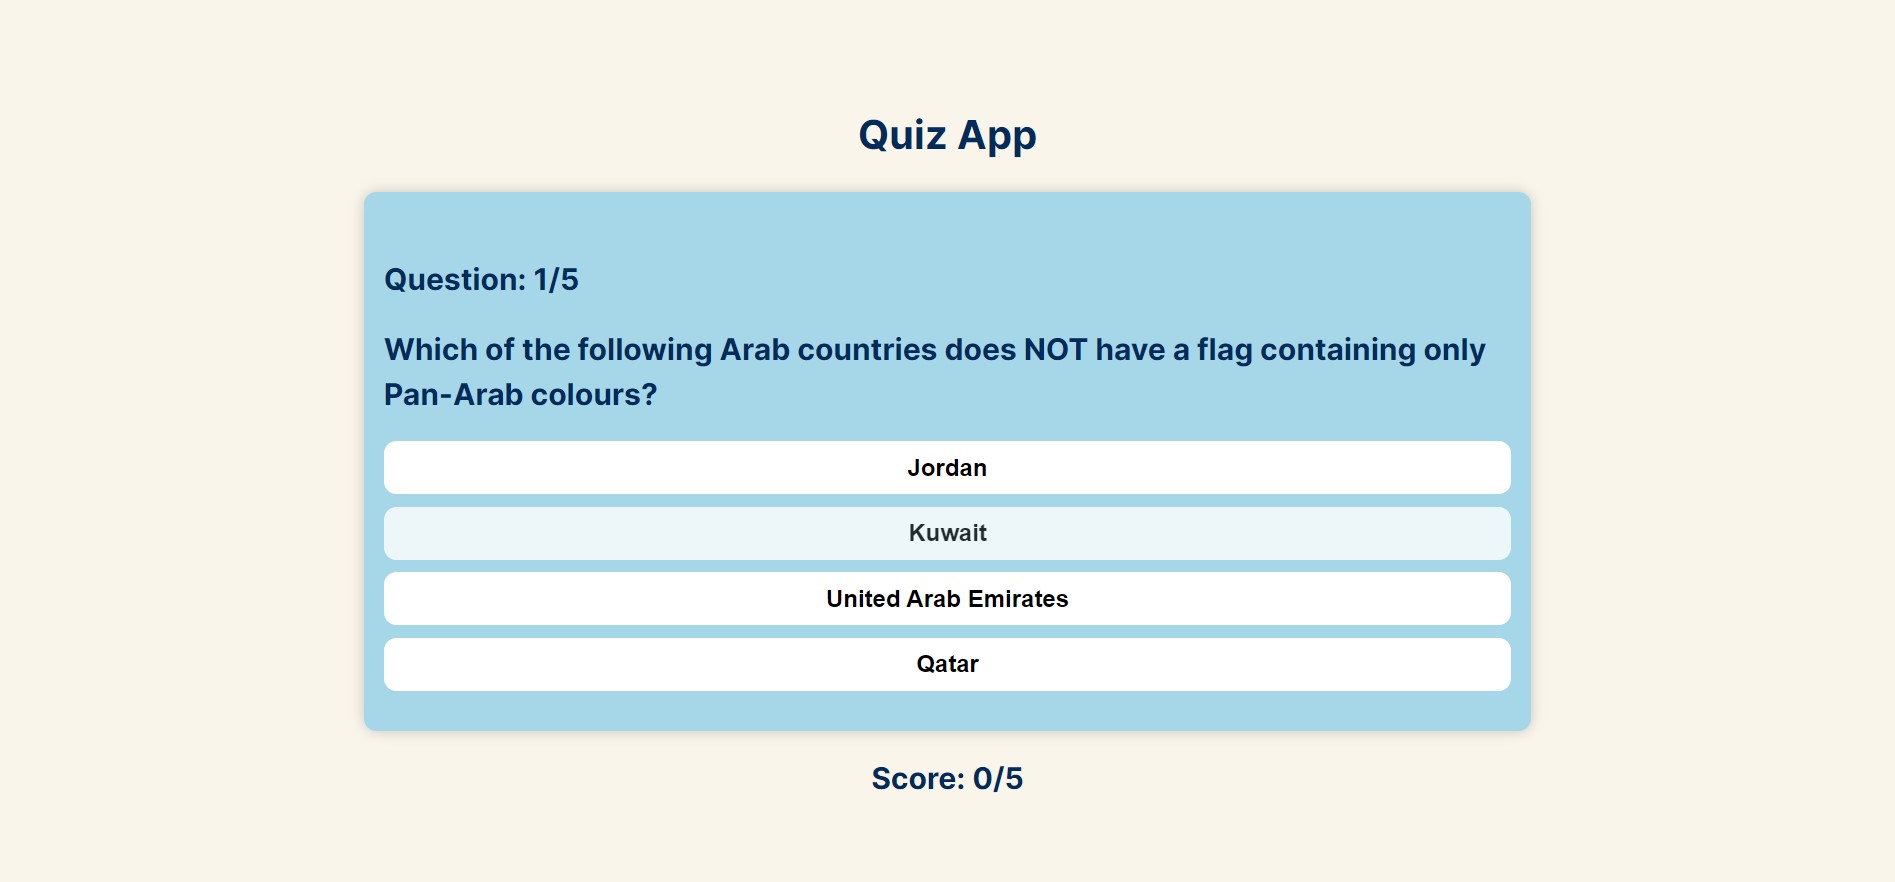 Quiz App
Question: 1/5
Which of the following Arab countries does NOT have a flag containing only
Pan-Arab colours?
Jordan
Kuwait
United Arab Emirates
Qatar
Score: 0/5